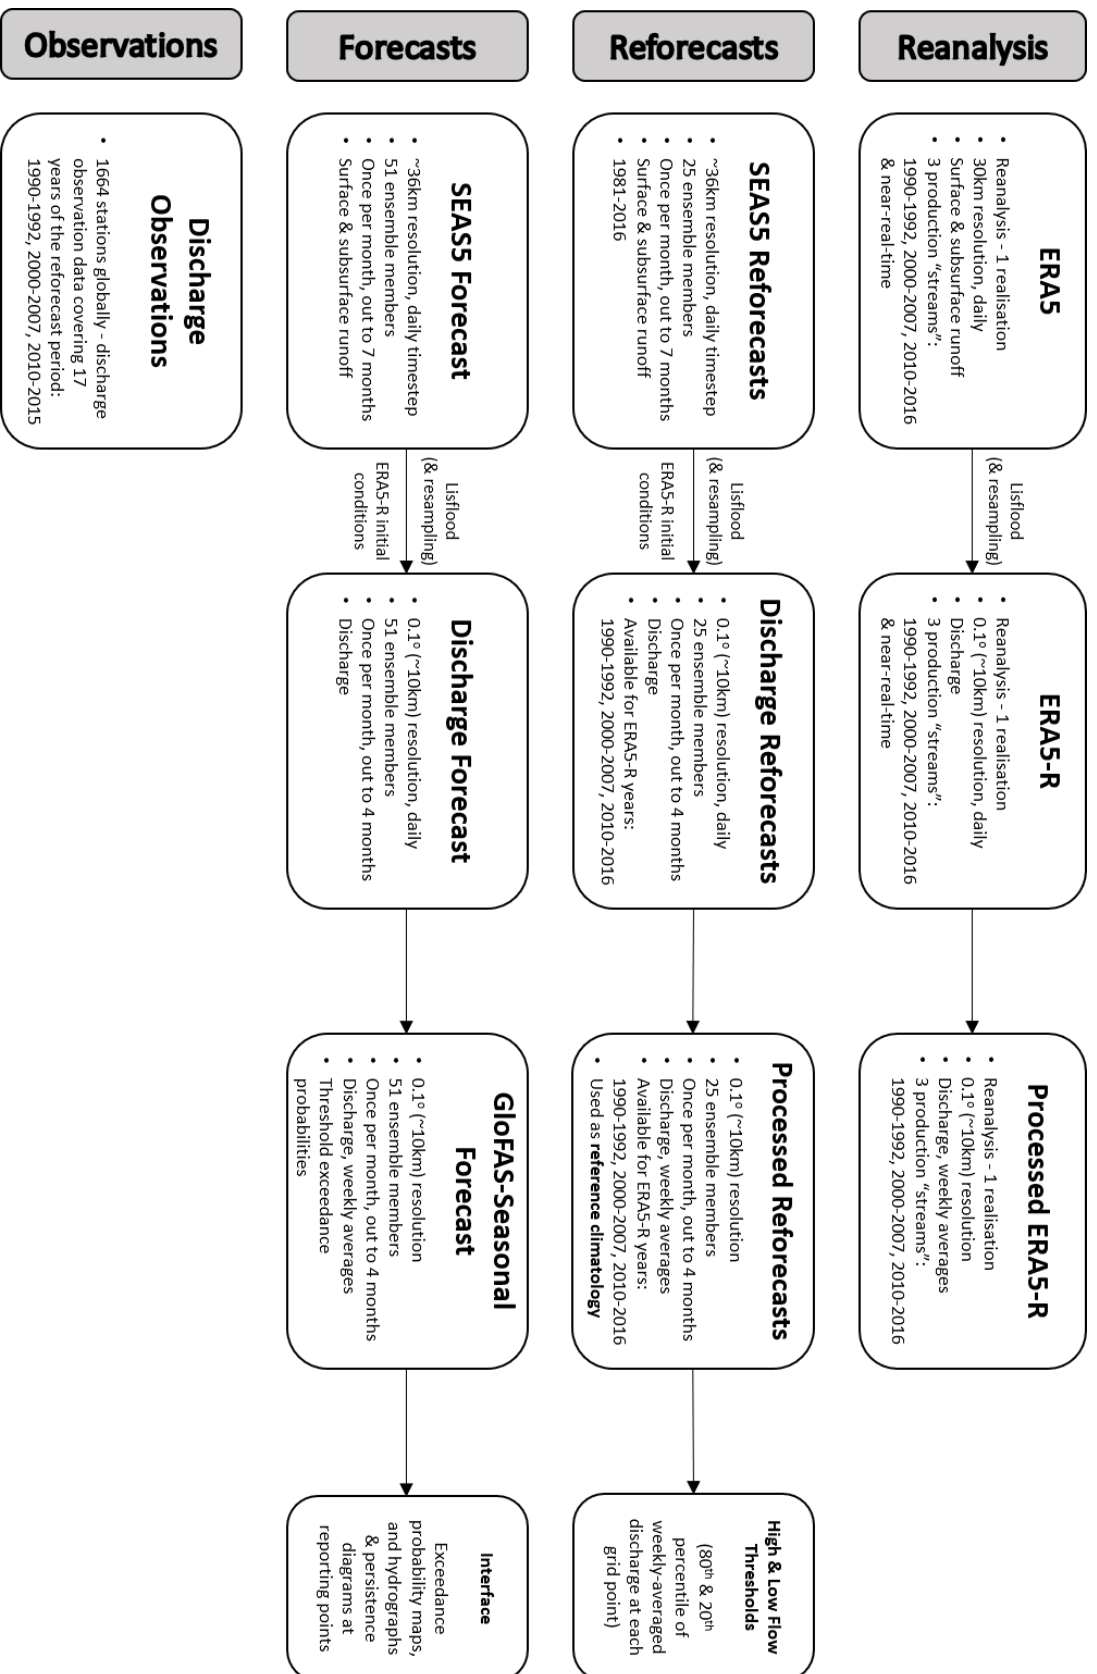 Reanalysis
ERA5
• Reanalysis - 1 realisation
• 30km resolution, daily
• Surface & subsurface runoff
• 3 production “streams”:
1990-1992, 2000-2007, 2010-2016
& near-real-time
Lisflood
(& resampling)
ERA5-R
• Reanalysis - 1 realisation
• 0.1° (~10km) resolution, daily
• Discharge
• 3 production “streams”:
1990-1992, 2000-2007, 2010-2016
& near-real-time
Processed ERA5-R
• Reanalysis - 1 realisation
• 0.1° (~10km) resolution
• Discharge, weekly averages
• 3 production “streams”:
1990-1992, 2000-2007, 2010-2016
Reforecasts
SEAS5 Reforecasts
• ~36km resolution, daily timestep
• 25 ensemble members
• Once per month, out to 7 months
• Surface & subsurface runoff
• 1981-2016
Lisflood
(& resampling)
ERA5-R initial
conditions
Discharge Reforecasts
• 0.1° (~10km) resolution, daily
• 25 ensemble members
• Once per month, out to 4 months
• Discharge
• Available for ERA5-R years:
1990-1992, 2000-2007, 2010-2016
Processed Reforecasts
• 0.1° (~10km) resolution
• 25 ensemble members
• Once per month, out to 4 months
• Discharge, weekly averages
• Available for ERA5-R years:
1990-1992, 2000-2007, 2010-2016
• Used as reference climatology
High & Low Flow
Thresholds
(80th & 20th
percentile of
weekly-averaged
discharge at each
grid point)
Forecasts
SEAS5 Forecast
• ~36km resolution, daily timestep
• 51 ensemble members
• Once per month, out to 7 months
• Surface & subsurface runoff
Lisflood
(& resampling)
ERA5-R initial
conditions
Discharge Forecast
• 0.1° (~10km) resolution, daily
• 51 ensemble members
• Once per month, out to 4 months
• Discharge
GloFAS-Seasonal
Forecast
• 0.1° (~10km) resolution
• 51 ensemble members
• Once per month, out to 4 months
• Discharge, weekly averages
• Threshold exceedance
probabilities
Interface
Exceedance
probability maps,
and hydrographs
& persistence
diagrams at
reporting points
Observations
Discharge
Observations
• 1664 stations globally - discharge
observation data covering 17
years of the reforecast period:
1990-1992, 2000-2007, 2010-2015